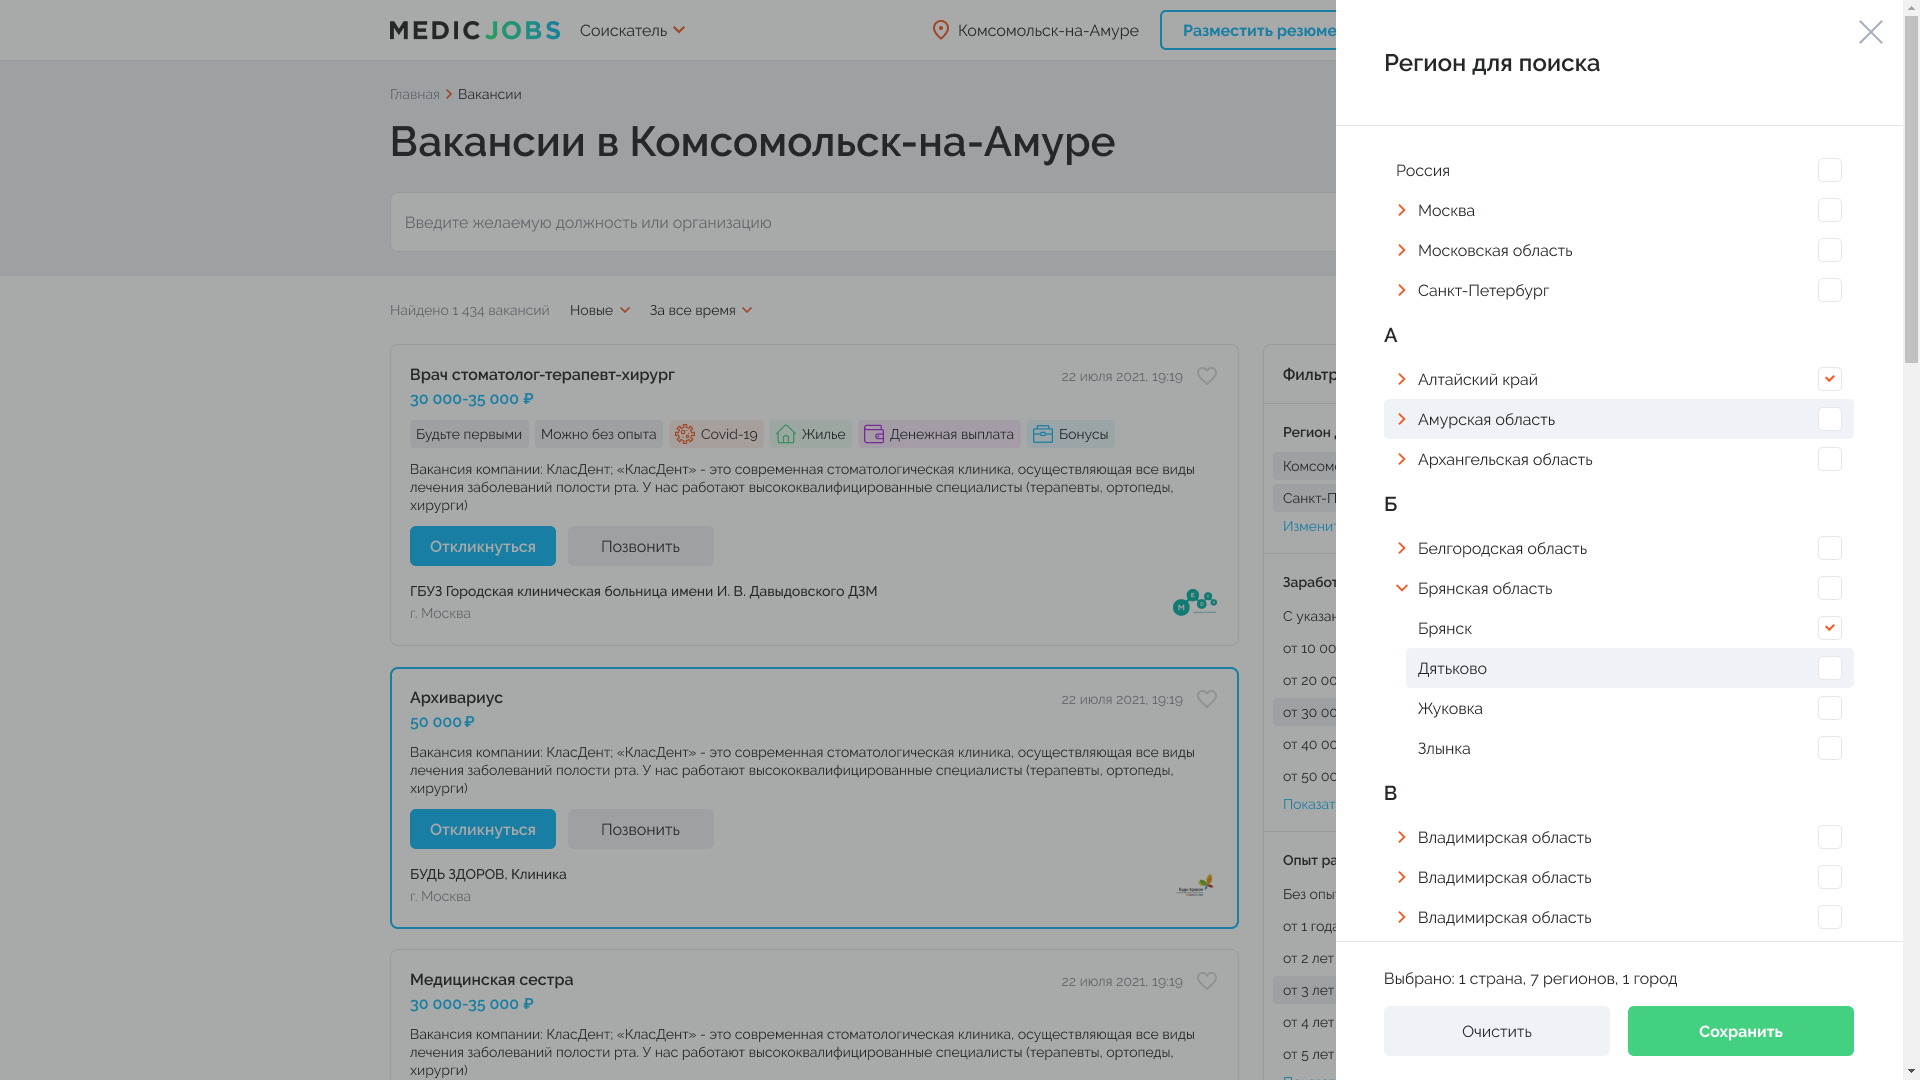 MEDICJOBS
Соискатель
Комсомольск-на-Амуре
Разместить резюме
Главная
Вакансии
Вакансии в Комсомольск-на-Амуре
Введите желаемую должность или организацию
Найдено 1 434 вакансий
Новые
За все время
Врач стоматолог-терапевт-хирург
22 июля 2021, 19:19
30 000-35 000 ₽
Будьте первыми
Можно без опыта
Covid-19
Жилье
Денежная выплата
Бонусы
Вакансия компании: КласДент; «КласДент» - это современная стоматологическая клиника, осуществляющая все виды
лечения заболеваний полости рта. У нас работают высококвалифицированные специалисты (терапевты, ортопеды,
хирурги)
Откликнуться
Позвонить
ГБУЗ Городская клиническая больница имени И. В. Давыдовского ДЗМ
г. Москва
Архивариус
22 июля 2021, 19:19
50 000 ₽
Вакансия компании: КласДент; «КласДент» - это современная стоматологическая клиника, осуществляющая все виды
лечения заболеваний полости рта. У нас работают высококвалифицированные специалисты (терапевты, ортопеды,
хирурги)
Откликнуться
Позвонить
БУДЬ ЗДОРОВ, Клиника
г. Москва
Медицинская сестра
22 июля 2021, 19:19
30 000-35 000 ₽
Вакансия компании: КласДент; «КласДент» - это современная стоматологическая клиника, осуществляющая все виды
лечения заболеваний полости рта. У нас работают высококвалифицированные специалисты (терапевты, ортопеды,
хирурги)
Фильтр
Регион
Комсомо
Санкт-П
Изменит
Заработ
С указан
от 10 00
от 20 00
от 30 00
от 40 00
от 50 00
Показат
Опыт ра
Без опы
от 1 года
от 2 лет
от 3 лет
от 4 лет
от 5 лет
Регион для поиска
Россия
Москва
Московская область
Санкт-Петербург
А
Алтайский край
Амурская область
Архангельская область
Б
Белгородская область
Брянская область
Брянск
Дятьково
Жуковка
Злынка
В
Владимирская область
Владимирская область
Владимирская область
Выбрано: 1 страна, 7 регионов, 1 город
Очистить
Сохранить